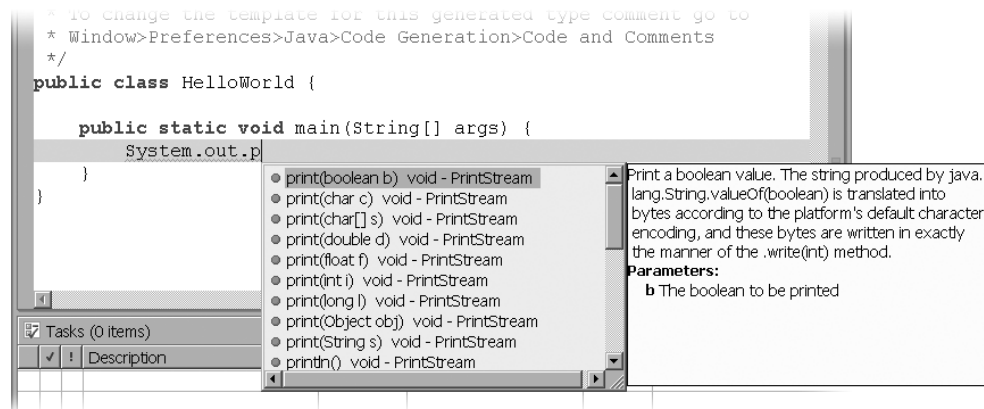 * To change the template for this generated type comment go to
* Window>Preferences>Java>Code Generation>Code and Comments
*/
public class HelloWorld {
public static void main(String[] args) {
System.out.p
}
}
print(boolean b) void - PrintStream
print(char c) void - PrintStream
print(char[] s) void - PrintStream
print(double d) void - PrintStream
print(float f) void - PrintStream
print(int i) void - PrintStream
print(long l) void - PrintStream
print(Object obj) void - PrintStream
print(String s) void - PrintStream
println() void - PrintStream
Print a boolean value. The string produced by java.
lang.String.valueOf(boolean) is translated into
bytes according to the platform's default character
encoding, and these bytes are written in exactly
the manner of the .write(int) method.
Parameters:
b The boolean to be printed
Tasks (0 items)
! Description